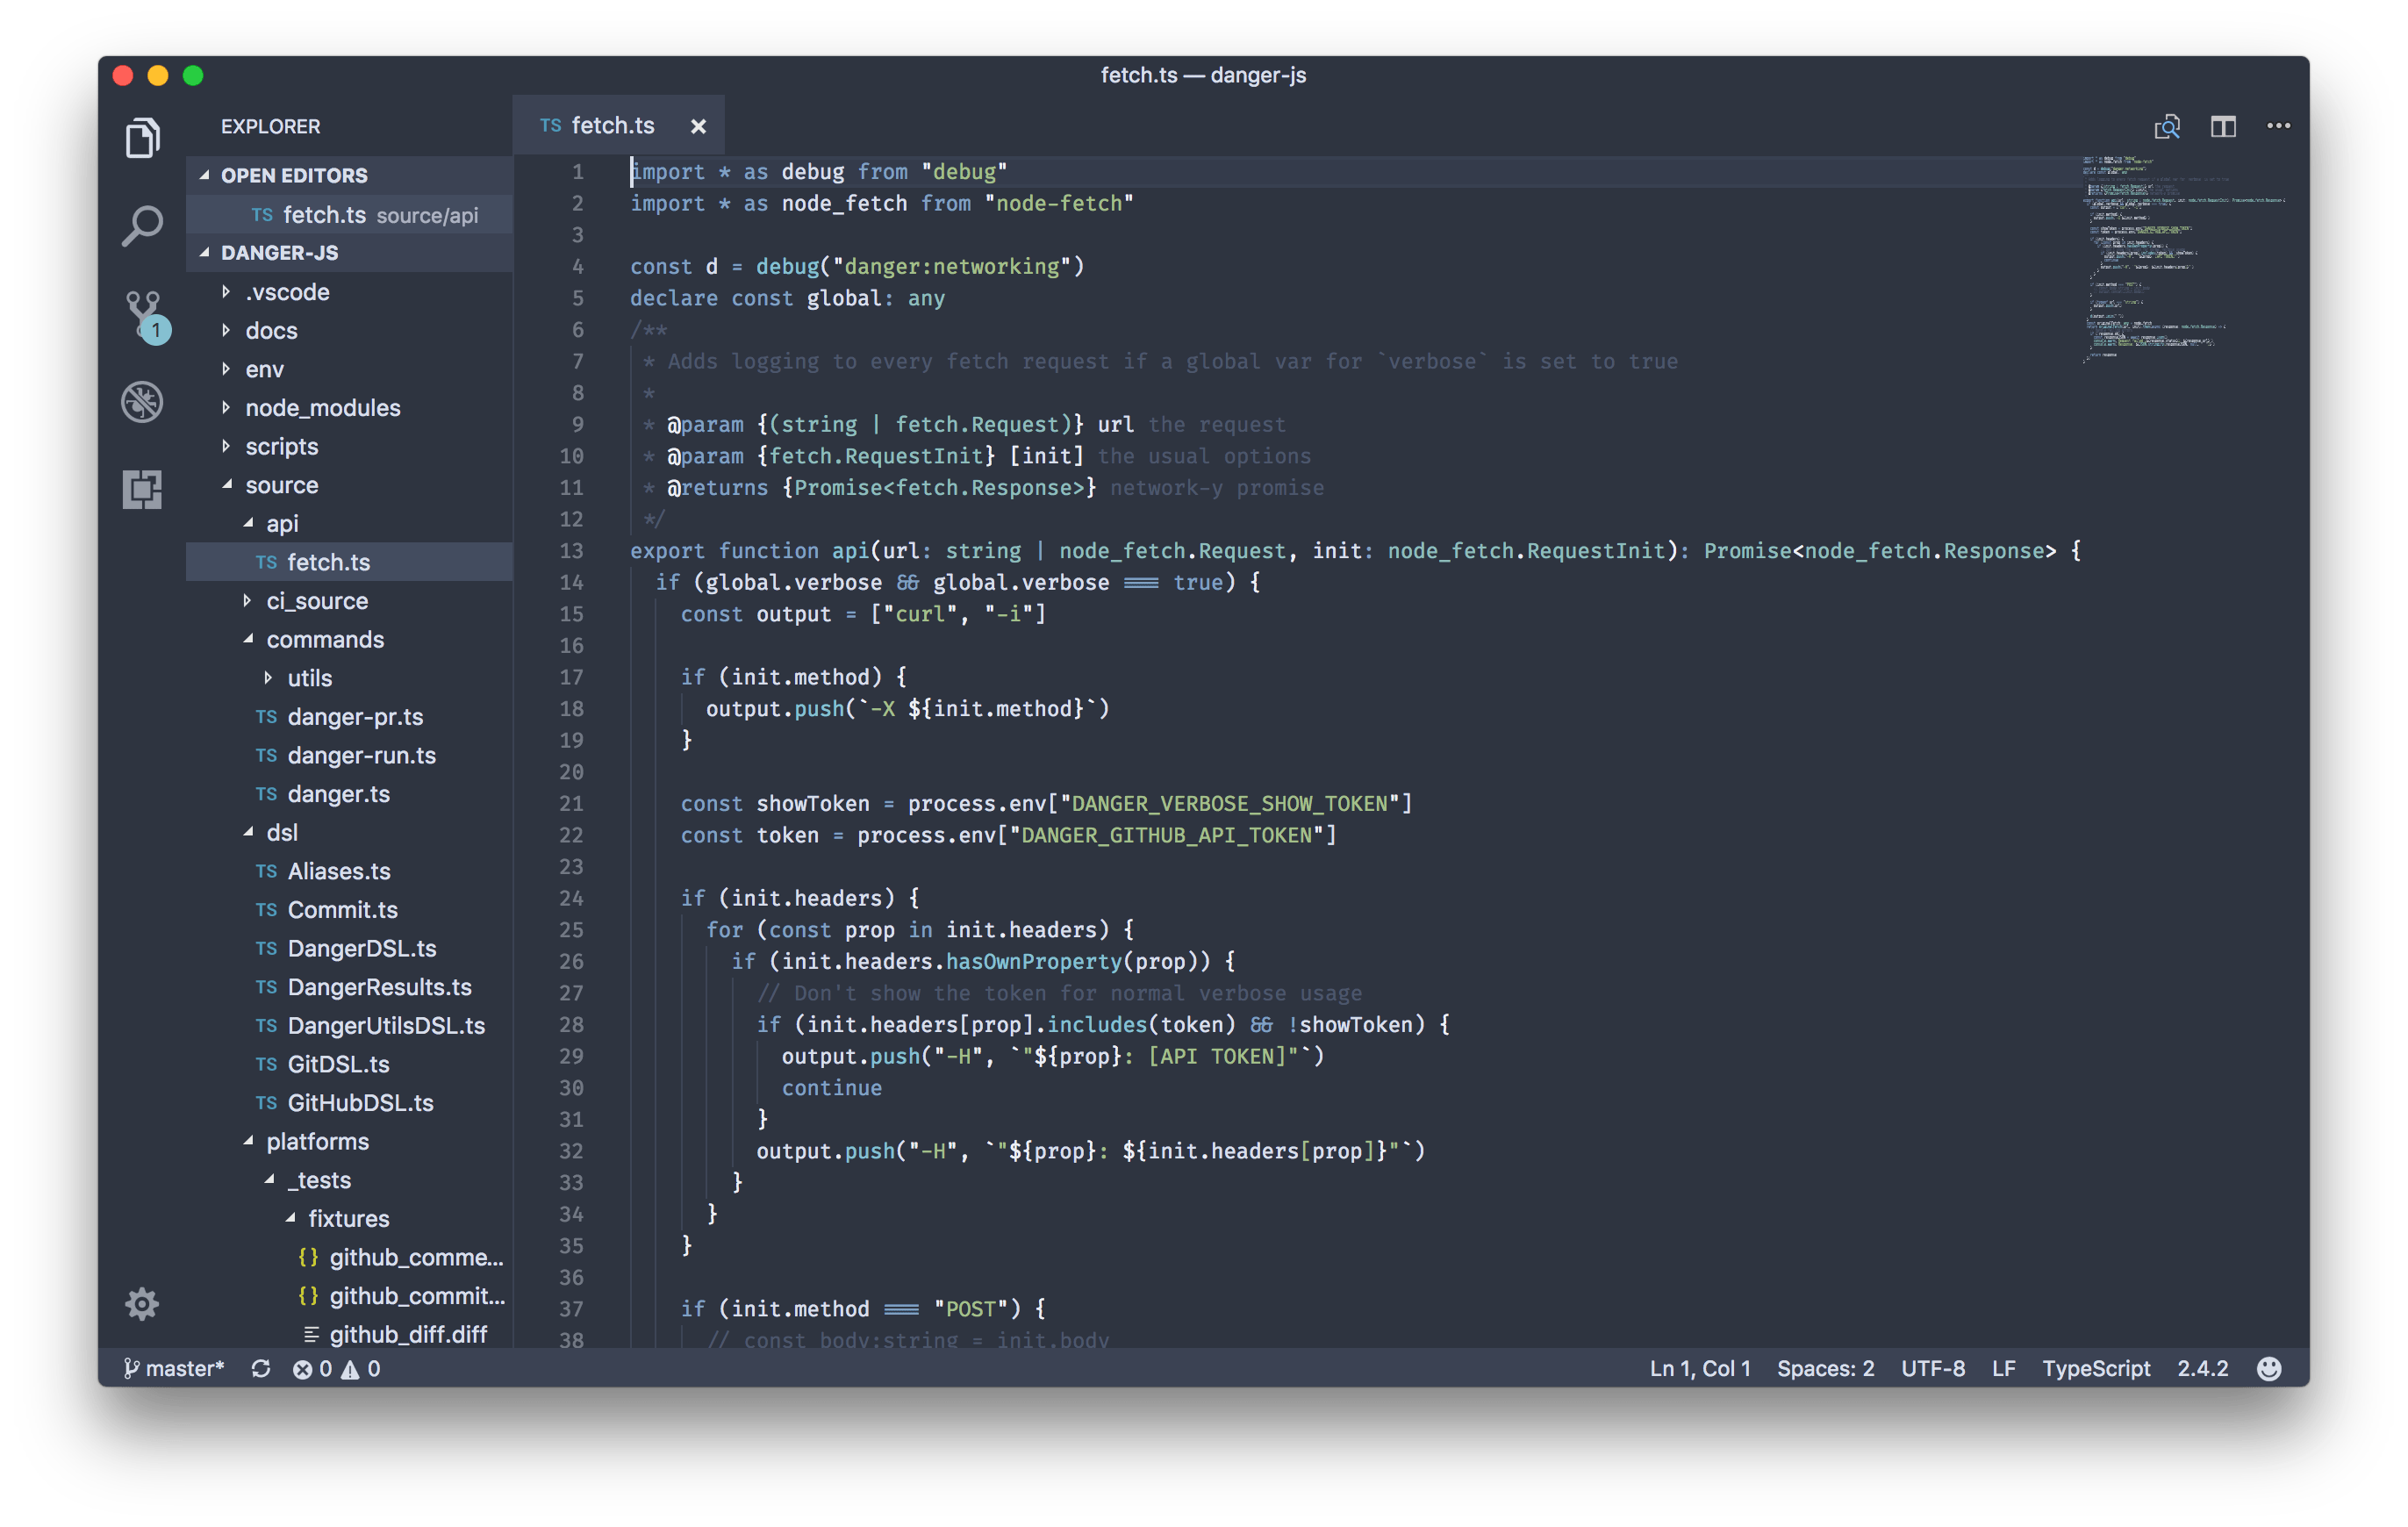 fetch.ts — danger-js
EXPLORER
OPEN EDITORS
TS fetch.ts source/api
DANGER-JS
.vscode
docs
env
node_modules
scripts
source
api
TS fetch.ts
ci_source
commands
utils
TS danger-pr.ts
TS danger-run.ts
TS danger.ts
dsl
TS Aliases.ts
TS Commit.ts
TS DangerDSL.ts
TS DangerResults.ts
TS DangerUtilsDSL.ts
TS GitDSL.ts
TS GitHubDSL.ts
platforms
_tests
fixtures
{} github_comme...
{} github_commit...
github_diff.diff
1
TS fetch.ts ×
1 import * as debug from "debug"
2 import * as node_fetch from "node-fetch"
3
4 const d = debug("danger:networking")
5 declare const global: any
6 /**
7  * Adds logging to every fetch request if a global var for `verbose` is set to true
8  *
9  * @param {(string | fetch.Request)} url the request
10  * @param {fetch.RequestInit} [init] the usual options
11  * @returns {Promise<fetch.Response>} network-y promise
12  */
13 export function api(url: string | node_fetch.Request, init: node_fetch.RequestInit): Promise<node_fetch.Response> {
14   if (global.verbose && global.verbose === true) {
15     const output = ["curl", "-i"]
16
17     if (init.method) {
18       output.push(`-X ${init.method}`)
19     }
20
21     const showToken = process.env["DANGER_VERBOSE_SHOW_TOKEN"]
22     const token = process.env["DANGER_GITHUB_API_TOKEN"]
23
24     if (init.headers) {
25       for (const prop in init.headers) {
26         if (init.headers.hasOwnProperty(prop)) {
27           // Don't show the token for normal verbose usage
28           if (init.headers[prop].includes(token) && !showToken) {
29             output.push("-H", `"${prop}: [API TOKEN]"`)
30             continue
31           }
32           output.push("-H", `"${prop}: ${init.headers[prop]}"`)
33         }
34       }
35     }
36
37     if (init.method === "POST") {
38       // const body:string = init.body
master* 0 0
Ln 1, Col 1 Spaces: 2 UTF-8 LF TypeScript 2.4.2